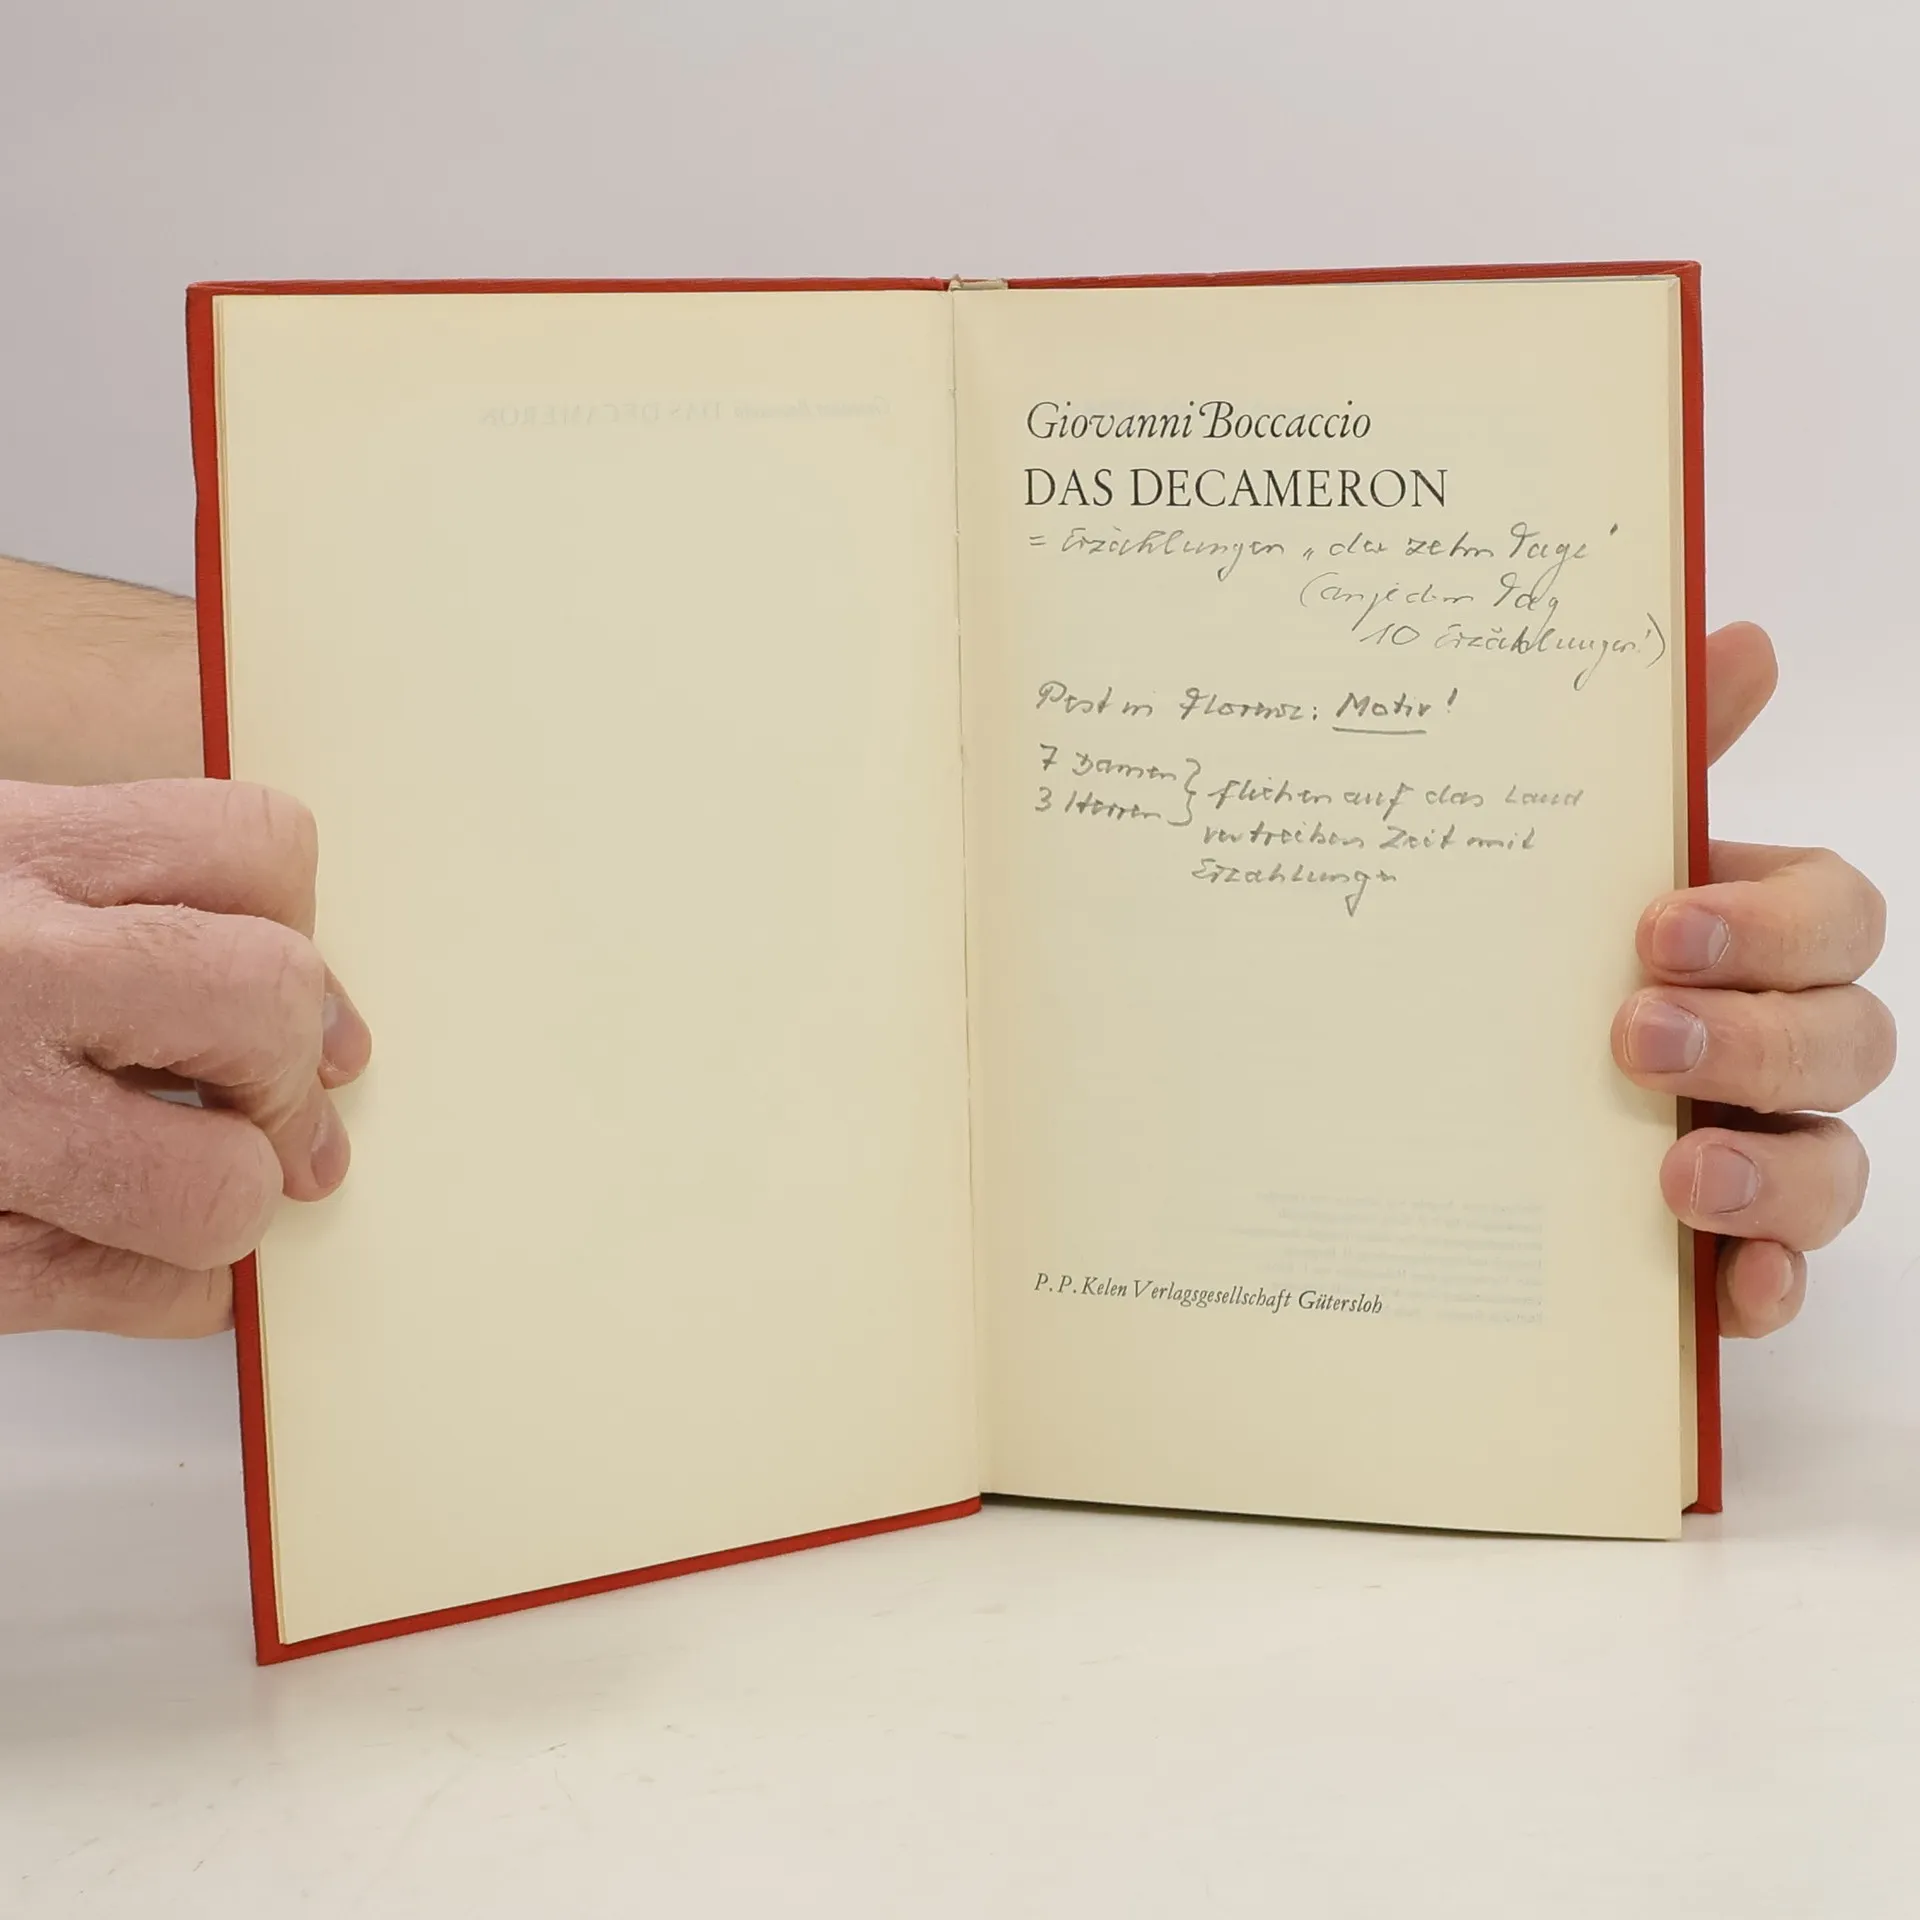 Giovanni Boccaccio
DAS DECAMERON
= Erzählungen „der zehn Tage‘
(an jedem Tag
10 Erzählungen!)
Pest in Florenz: Motiv!
7 Damen } fliehen auf das Land
3 Herren
vertreiben Zeit mit
Erzahlungen
P. P. Kelen Verlagsgesellschaft Gütersloh